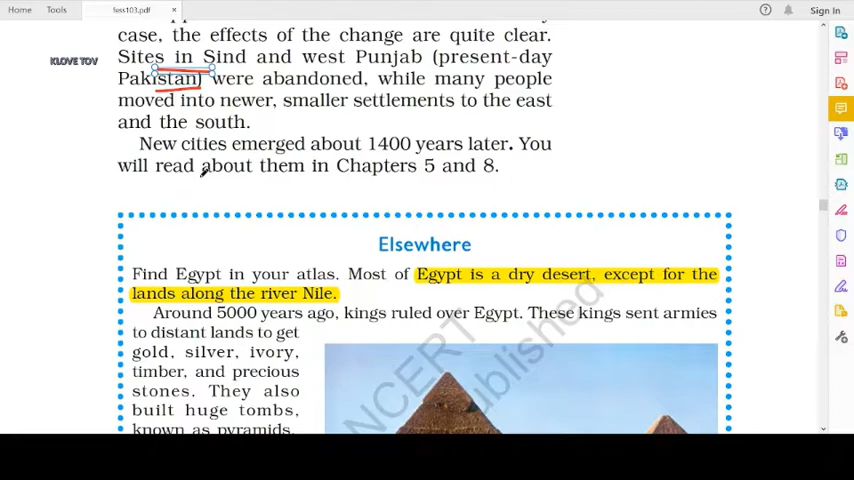 Home Tools fess103.pdf × Sign In
case, the effects of the change are quite clear.
Sites in Sind and west Punjab (present-day
KLOVE TOV
Pakistan) were abandoned, while many people
moved into newer, smaller settlements to the east
and the south.
New cities emerged about 1400 years later. You
will read about them in Chapters 5 and 8.
Elsewhere
Find Egypt in your atlas. Most of Egypt is a dry desert, except for the
lands along the river Nile.
Around 5000 years ago, kings ruled over Egypt. These kings sent armies
to distant lands to get
gold, silver, ivory,
timber, and precious
stones. They also
built huge tombs,
known as pyramids.
NCERT
published